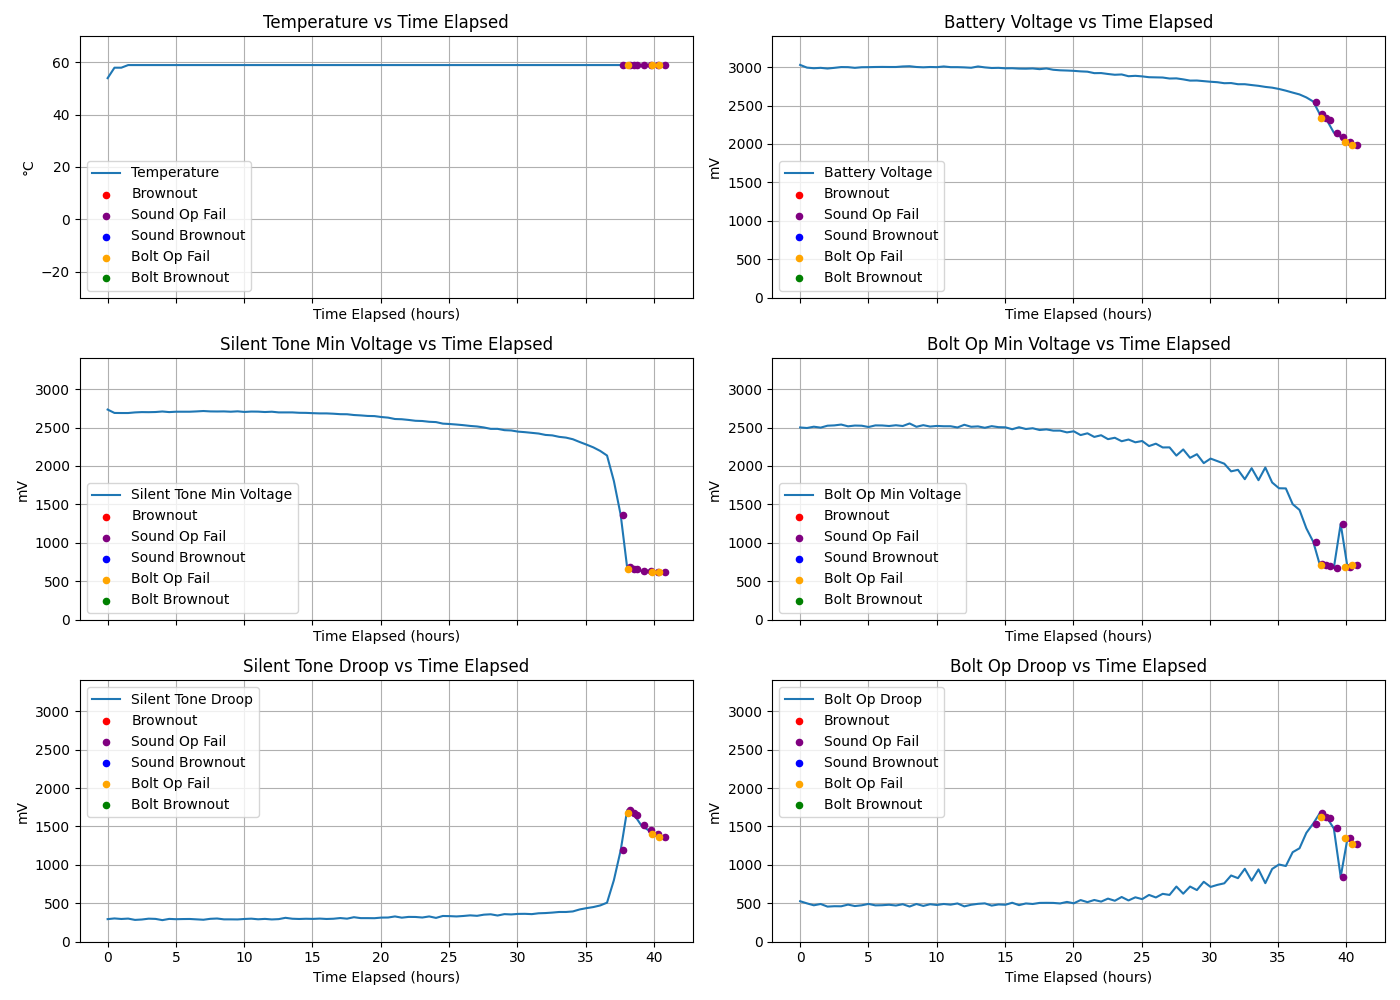 Temperature vs Time Elapsed
60
40
20
0
−20
°C
Temperature
Brownout
Sound Op Fail
Sound Brownout
Bolt Op Fail
Bolt Brownout
Time Elapsed (hours)
Battery Voltage vs Time Elapsed
3000
2500
2000
1500
1000
500
0
mV
Battery Voltage
Brownout
Sound Op Fail
Sound Brownout
Bolt Op Fail
Bolt Brownout
Time Elapsed (hours)
Silent Tone Min Voltage vs Time Elapsed
3000
2500
2000
1500
1000
500
0
mV
Silent Tone Min Voltage
Brownout
Sound Op Fail
Sound Brownout
Bolt Op Fail
Bolt Brownout
Time Elapsed (hours)
Bolt Op Min Voltage vs Time Elapsed
3000
2500
2000
1500
1000
500
0
mV
Bolt Op Min Voltage
Brownout
Sound Op Fail
Sound Brownout
Bolt Op Fail
Bolt Brownout
Time Elapsed (hours)
Silent Tone Droop vs Time Elapsed
3000
2500
2000
1500
1000
500
0
mV
Silent Tone Droop
Brownout
Sound Op Fail
Sound Brownout
Bolt Op Fail
Bolt Brownout
0 5 10 15 20 25 30 35 40
Time Elapsed (hours)
Bolt Op Droop vs Time Elapsed
3000
2500
2000
1500
1000
500
0
mV
Bolt Op Droop
Brownout
Sound Op Fail
Sound Brownout
Bolt Op Fail
Bolt Brownout
0 5 10 15 20 25 30 35 40
Time Elapsed (hours)